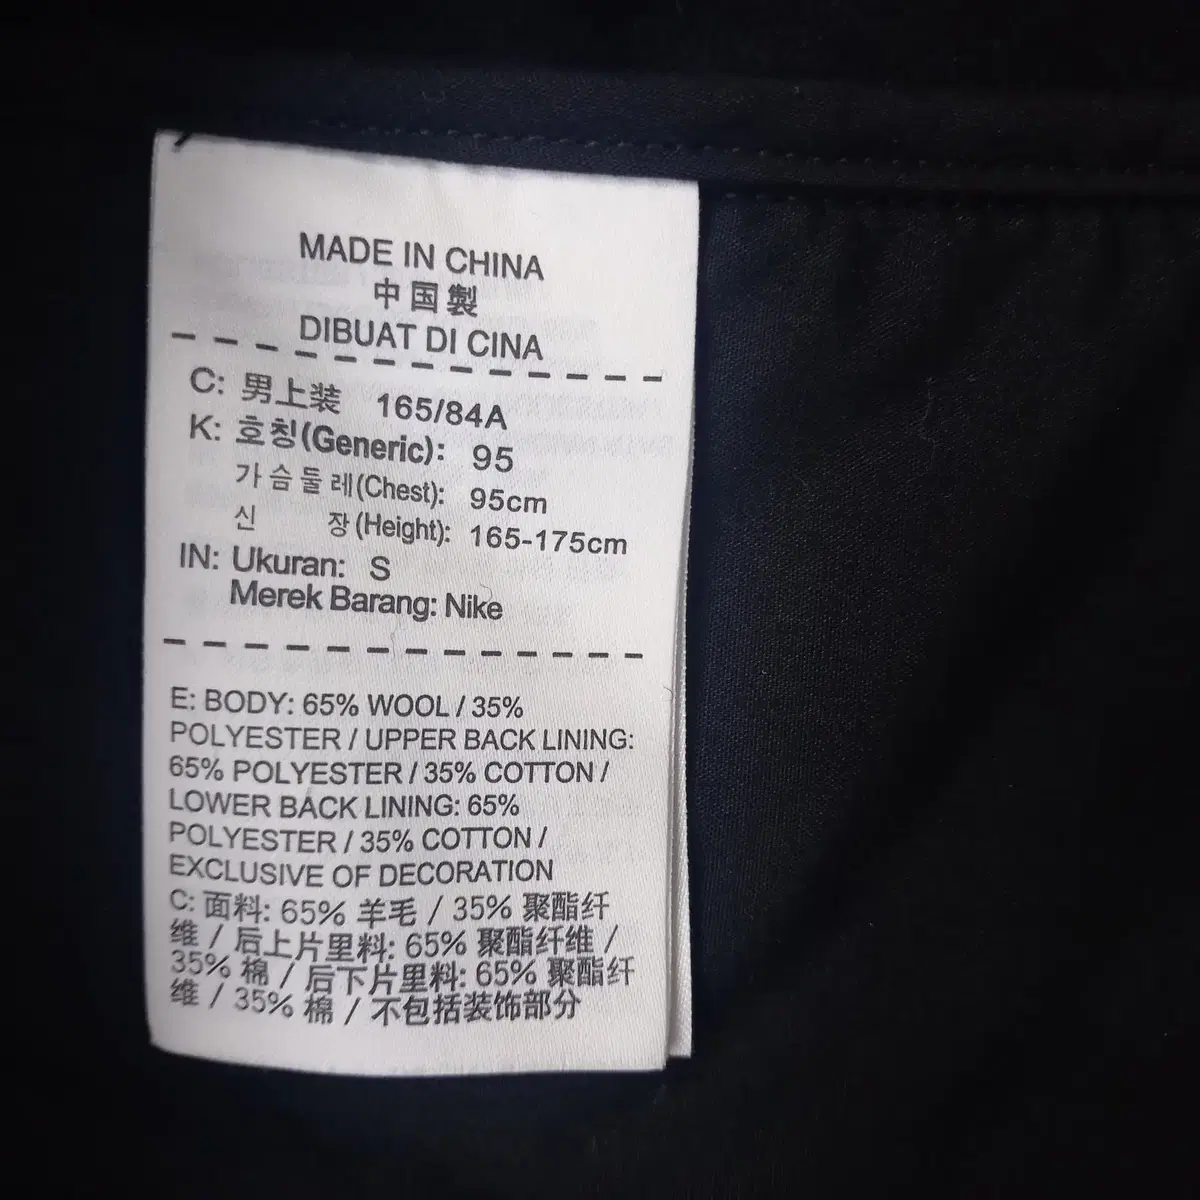 MADE IN CHINA
中国製
DIBUAT DI CINA
C: 男上装 165/84A
K: 호칭(Generic): 95
가슴둘레(Chest): 95cm
신 장(Height): 165-175cm
IN: Ukuran: S
Merek Barang: Nike
E: BODY: 65% WOOL / 35%
POLYESTER / UPPER BACK LINING:
65% POLYESTER / 35% COTTON /
LOWER BACK LINING: 65%
POLYESTER / 35% COTTON /
EXCLUSIVE OF DECORATION
C: 面料: 65% 羊毛 / 35% 聚酯纤
维 / 后上片里料: 65% 聚酯纤维 /
35% 棉 / 后下片里料: 65% 聚酯纤
维 / 35% 棉 / 不包括装饰部分